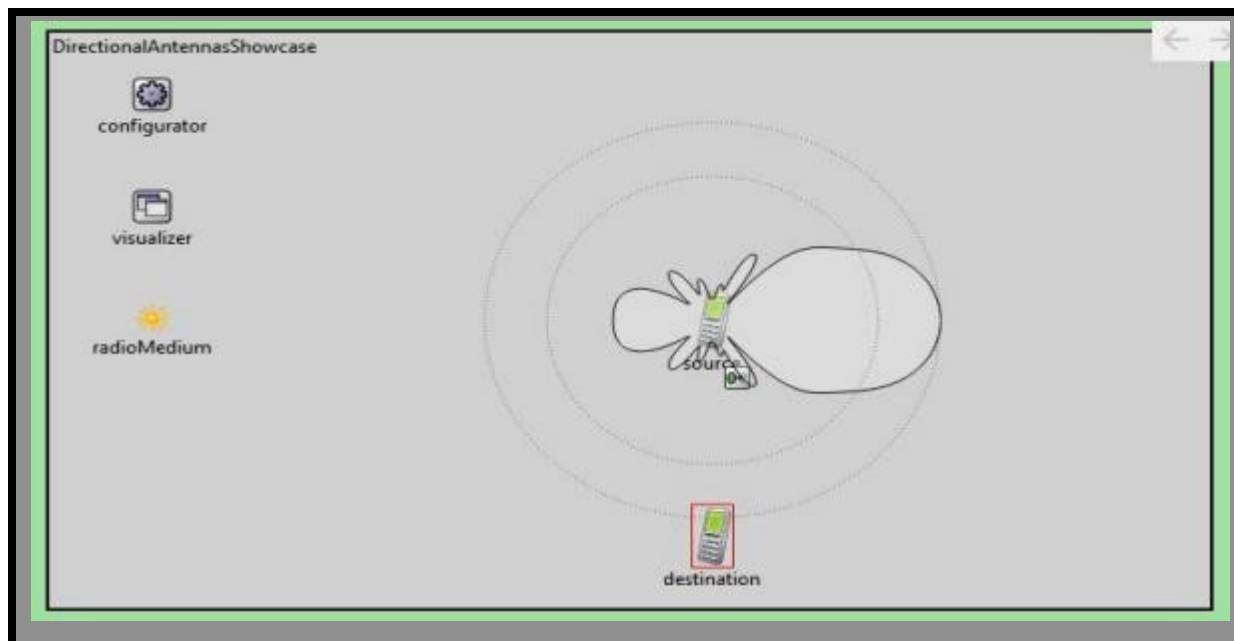 DirectionalAntennasShowcase
configurator
visualizer
radioMedium
source
destination